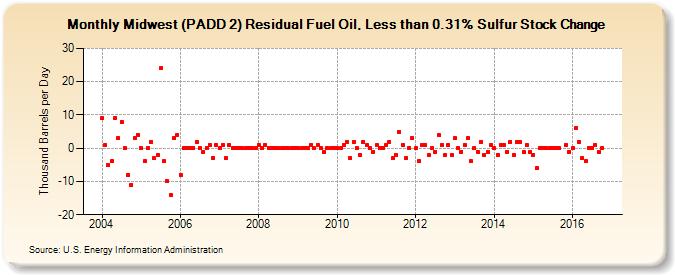 Monthly Midwest (PADD 2) Residual Fuel Oil, Less than 0.31% Sulfur Stock Change
Thousand Barrels per Day
30
20
10
0
-10
-20
2004 2006 2008 2010 2012 2014 2016
Source: U.S. Energy Information Administration